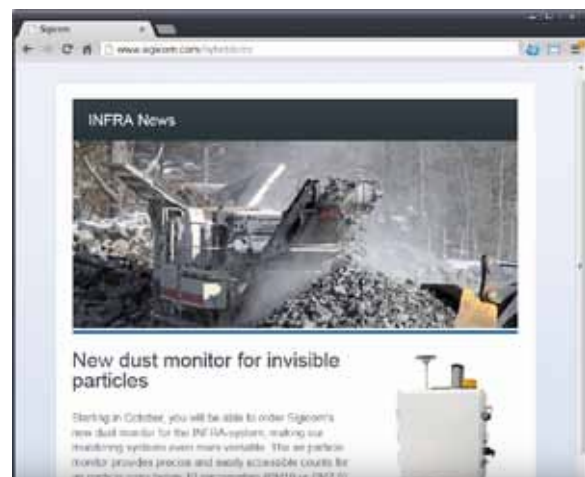 Sigicom
www.sigicom.com/nyhetsbrev
INFRA News
New dust monitor for invisible
particles
Starting in October, you will be able to order Sigicom's
new dust monitor for the INFRA-system, making our
monitoring systems even more versatile. The air particle
monitor provides precise and easily accessible counts for